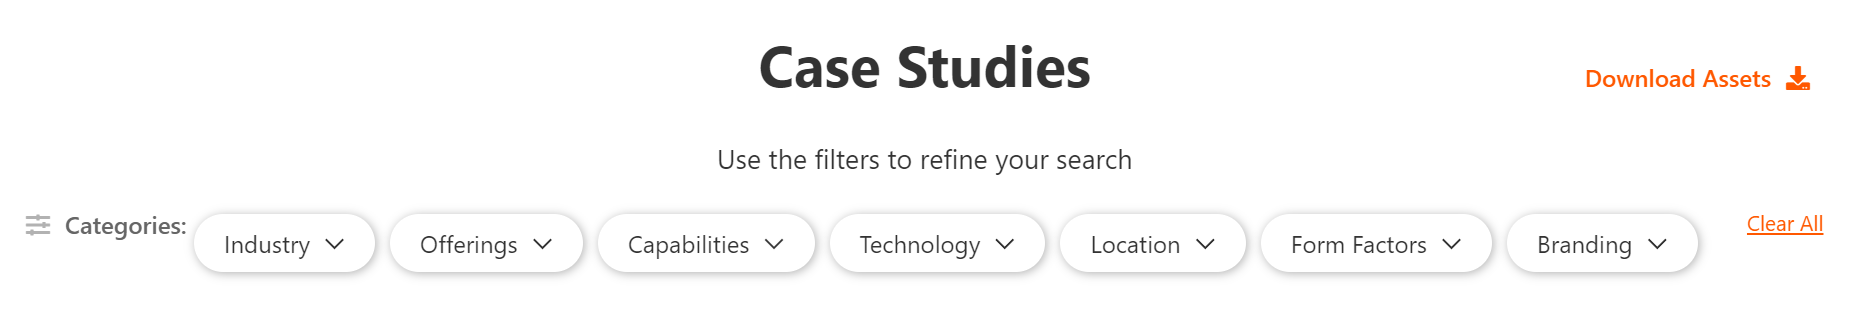 Case Studies
Download Assets
Use the filters to refine your search
Categories: Industry Offerings Capabilities Technology Location Form Factors Branding Clear All